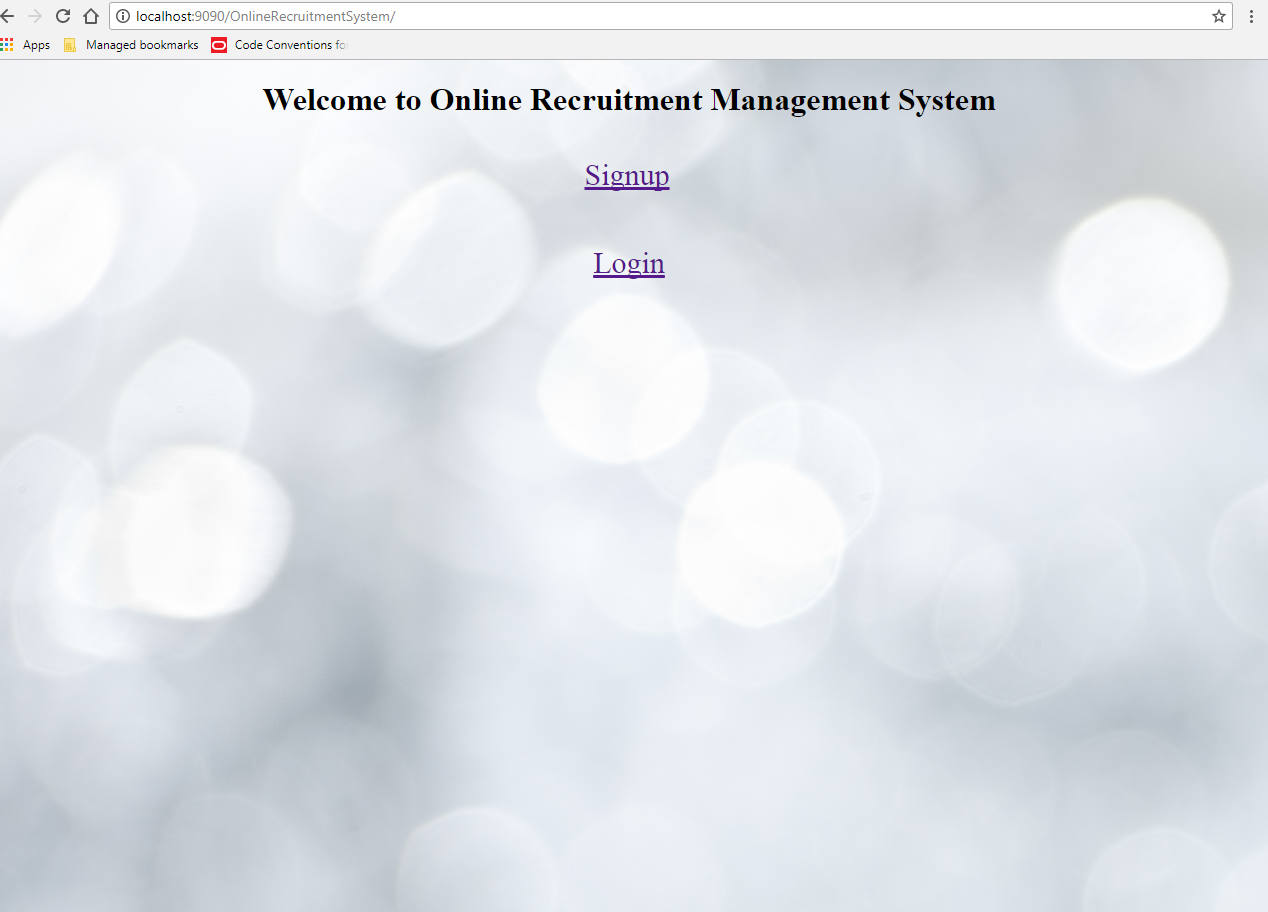 localhost:9090/OnlineRecruitmentSystem/
Apps Managed bookmarks Code Conventions fo
Welcome to Online Recruitment Management System
Signup
Login